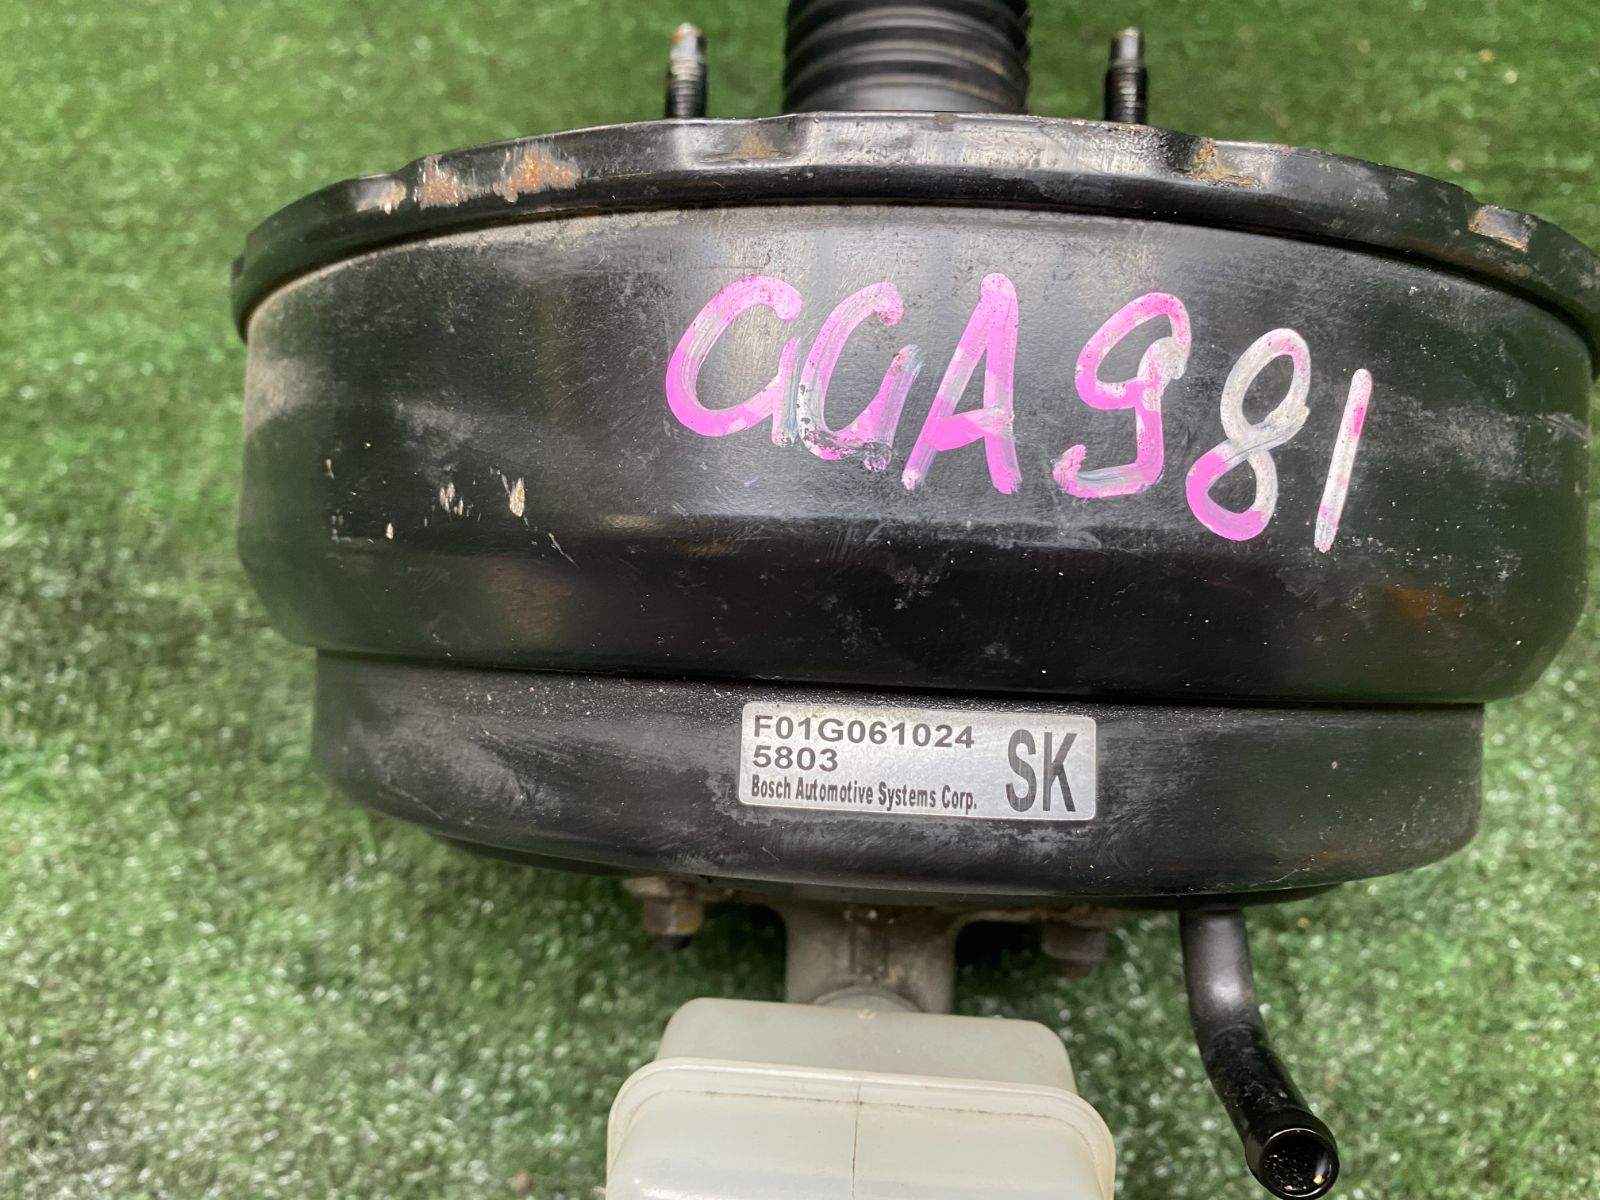 GGA981
F01G061024
5803
SK
Bosch Automotive Systems Corp.